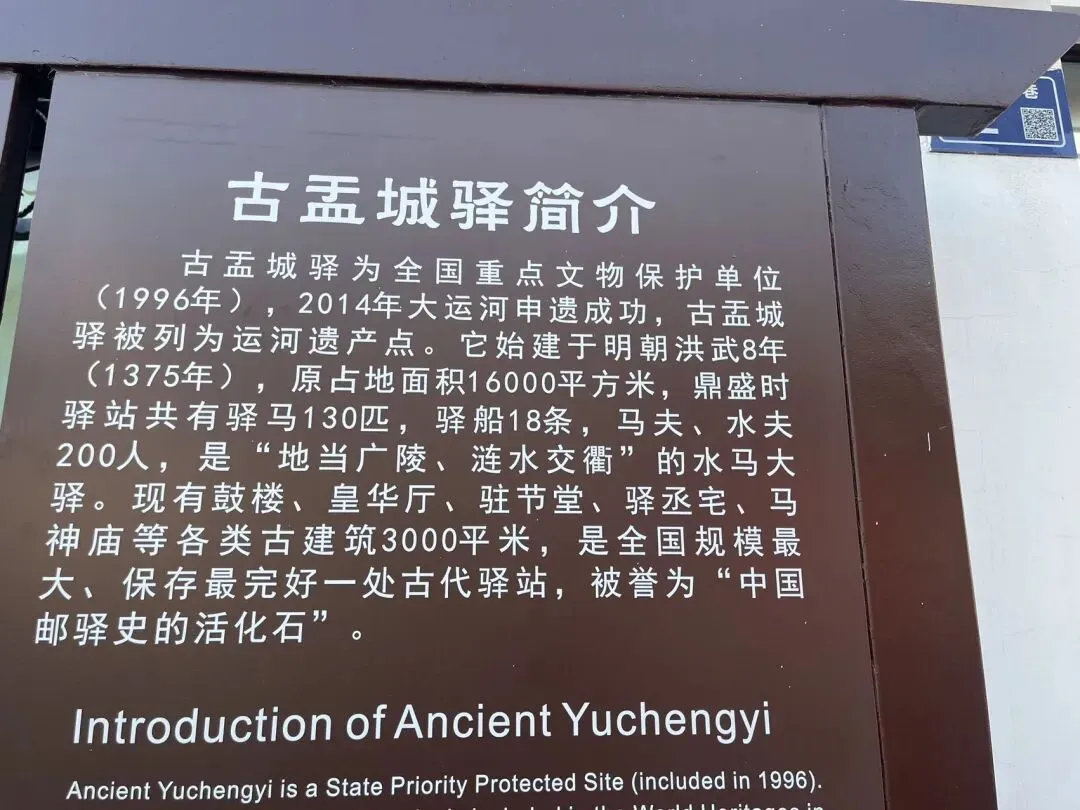 古盂城驿简介
古盂城驿为全国重点文物保护单位
（1996年），2014年大运河申遗成功，古盂城
驿被列为运河遗产点。它始建于明朝洪武8年
（1375年），原占地面积16000平方米，鼎盛时
驿站共有驿马130匹，驿船18条，马夫、水夫
200人，是“地当广陵、涟水交衢”的水马大
驿。现有鼓楼、皇华厅、驻节堂、驿丞宅、马
神庙等各类古建筑3000平米，是全国规模最
大、保存最完好一处古代驿站，被誉为“中国
邮驿史的活化石”。
Introduction of Ancient Yuchengyi
Ancient Yuchengyi is a State Priority Protected Site (included in 1996).
included in the World Heritages in
巷